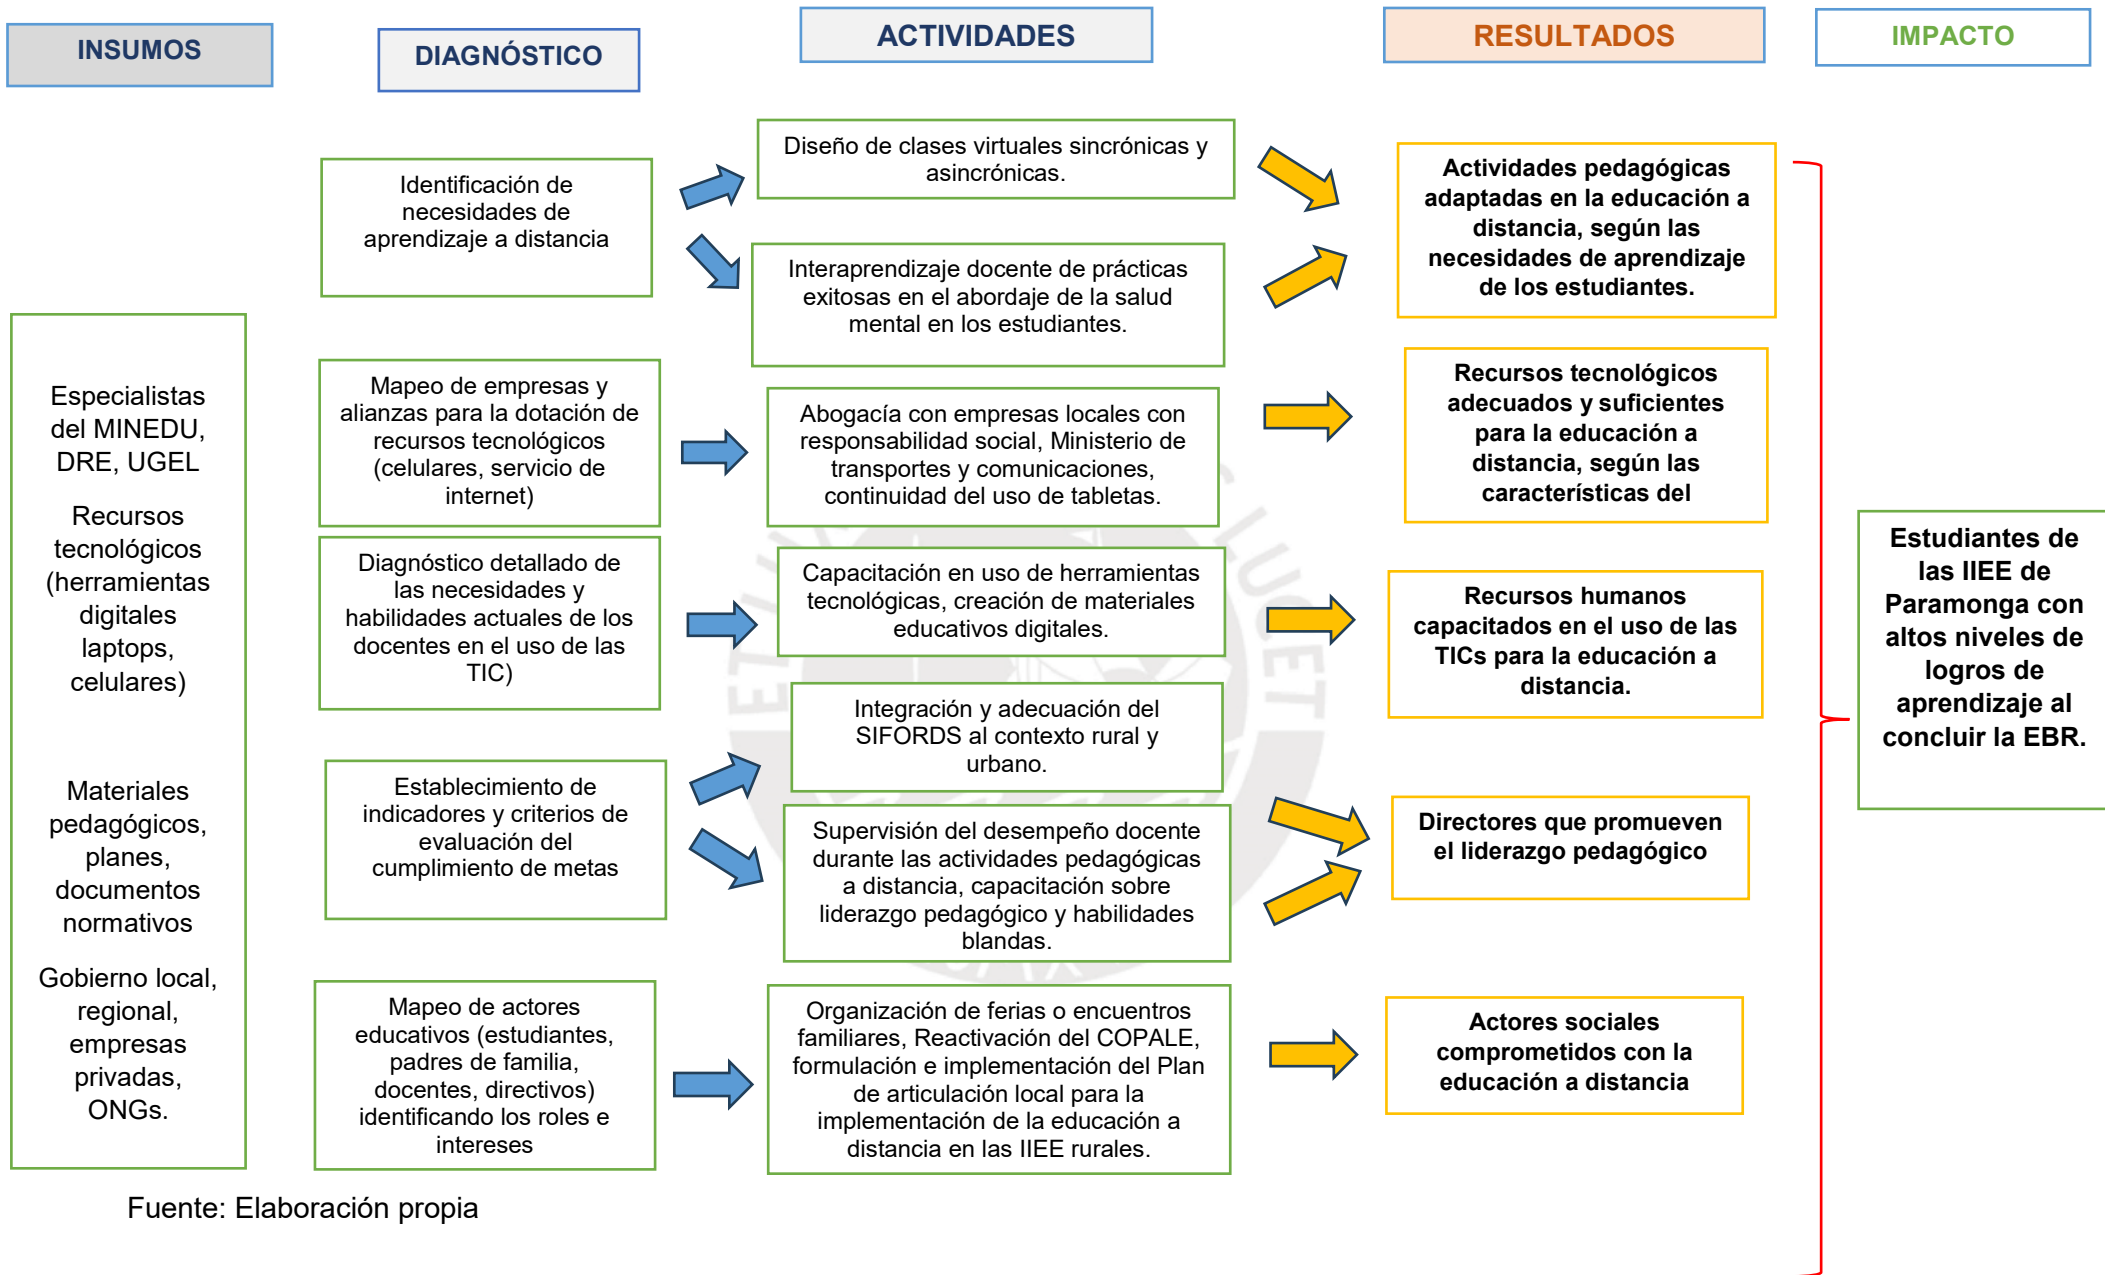 INSUMOS
DIAGNÓSTICO
ACTIVIDADES
RESULTADOS
IMPACTO
Especialistas
del MINEDU,
DRE, UGEL
Recursos
tecnológicos
(herramientas
digitales
laptops,
celulares)
Materiales
pedagógicos,
planes,
documentos
normativos
Gobierno local,
regional,
empresas
privadas,
ONGs.
Identificación de
necesidades de
aprendizaje a distancia
Mapeo de empresas y
alianzas para la dotación de
recursos tecnológicos
(celulares, servicio de
internet)
Diagnóstico detallado de
las necesidades y
habilidades actuales de los
docentes en el uso de las
TIC)
Establecimiento de
indicadores y criterios de
evaluación del
cumplimiento de metas
Mapeo de actores
educativos (estudiantes,
padres de familia,
docentes, directivos)
identificando los roles e
intereses
Diseño de clases virtuales sincrónicas y
asincrónicas.
Interaprendizaje docente de prácticas
exitosas en el abordaje de la salud
mental en los estudiantes.
Abogacía con empresas locales con
responsabilidad social, Ministerio de
transportes y comunicaciones,
continuidad del uso de tabletas.
Capacitación en uso de herramientas
tecnológicas, creación de materiales
educativos digitales.
Integración y adecuación del
SIFORDS al contexto rural y
urbano.
Supervisión del desempeño docente
durante las actividades pedagógicas
a distancia, capacitación sobre
liderazgo pedagógico y habilidades
blandas.
Organización de ferias o encuentros
familiares, Reactivación del COPALE,
formulación e implementación del Plan
de articulación local para la
implementación de la educación a
distancia en las IIEE rurales.
Actividades pedagógicas
adaptadas en la educación a
distancia, según las
necesidades de aprendizaje
de los estudiantes.
Recursos tecnológicos
adecuados y suficientes
para la educación a
distancia, según las
características del
Recursos humanos
capacitados en el uso de las
TICs para la educación a
distancia.
Directores que promueven
el liderazgo pedagógico
Actores sociales
comprometidos con la
educación a distancia
Estudiantes de
las IIEE de
Paramonga con
altos niveles de
logros de
aprendizaje al
concluir la EBR.
Fuente: Elaboración propia